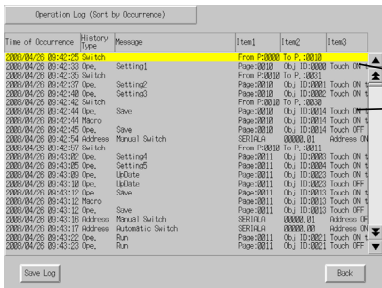 Operation Log (Sort by Occurrence)
Time of Occurrence History Type Message Item1 Item2 Item3
2008/04/26 09:42:25 Switch From P:0000 To P.:0010
2008/04/26 09:42:33 Ope. Setting1 Page:0010 Obj ID:0000 Touch ON
2008/04/26 09:42:35 Switch From P:0010 To P.:0031
2008/04/26 09:42:37 Ope. Setting2 Page:0010 Obj ID:0001 Touch ON t
2008/04/26 09:42:40 Ope. Setting3 Page:0010 Obj ID:0002 Touch ON t
2008/04/26 09:42:42 Switch From P:0010 To P.:0030
2008/04/26 09:42:44 Ope. Save Page:0010 Obj ID:0014 Touch ON
2008/04/26 09:42:44 Macro Page:0010 Obj ID:0014 Touch ON t
2008/04/26 09:42:45 Ope. Save Page:0010 Obj ID:0014 Touch OFF
2008/04/26 09:42:54 Address Manual Switch SERIALA 00000.01 Address ON
2008/04/26 09:42:57 Switch From P:0010 To P.:0011
2008/04/26 09:43:02 Ope. Setting4 Page:0011 Obj ID:0003 Touch ON t
2008/04/26 09:43:05 Ope. Setting5 Page:0011 Obj ID:0004 Touch ON t
2008/04/26 09:43:09 Ope. UpDate Page:0011 Obj ID:0023 Touch ON t
2008/04/26 09:43:10 Ope. UpDate Page:0011 Obj ID:0023 Touch OFF
2008/04/26 09:43:12 Ope. Save Page:0011 Obj ID:0013 Touch ON t
2008/04/26 09:43:12 Macro Page:0011 Obj ID:0013 Touch ON t
2008/04/26 09:43:12 Ope. Save Page:0011 Obj ID:0013 Touch OFF
2008/04/26 09:43:16 Address Manual Switch SERIALA 00000.01 Address OF
2008/04/26 09:43:17 Address Automatic Switch SERIALA 00000.00 Address ON
2008/04/26 09:43:22 Ope. Run Page:0011 Obj ID:0021 Touch ON t
2008/04/26 09:43:23 Ope. Run Page:0011 Obj ID:0021 Touch OFF
Save Log Back